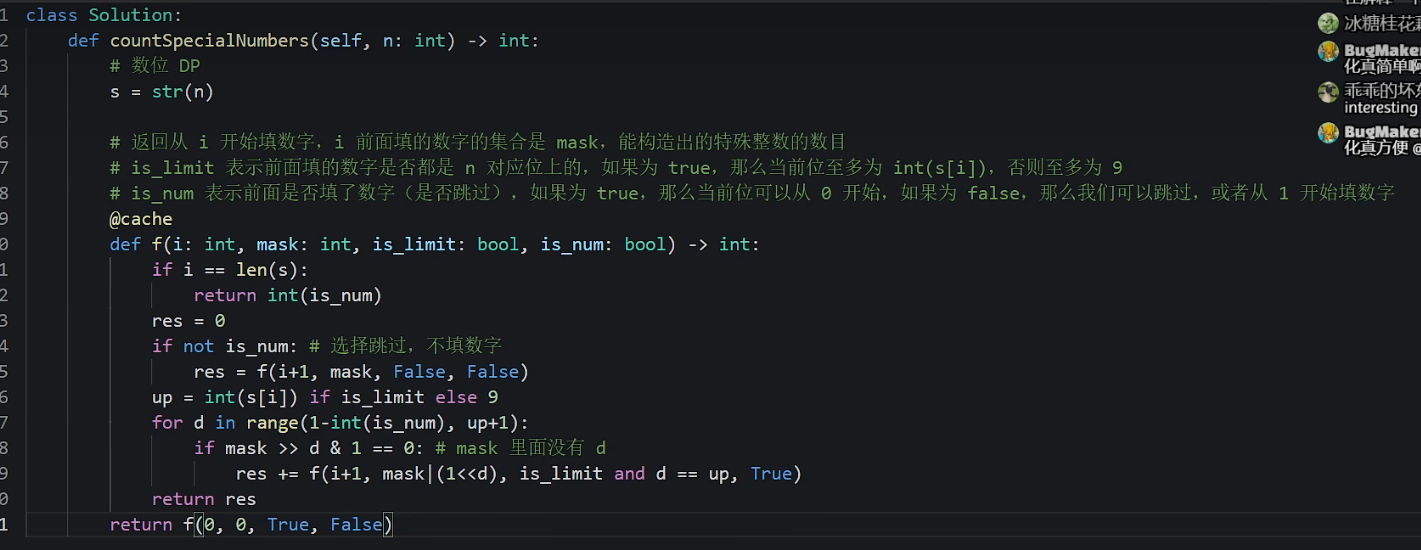 1 class Solution:
2     def countSpecialNumbers(self, n: int) -> int:
3         # 数位 DP
4         s = str(n)
5
6         # 返回从 i 开始填数字，i 前面填的数字的集合是 mask，能构造出的特殊整数的数目
7         # is_limit 表示前面填的数字是否都是 n 对应位上的，如果为 true，那么当前位至多为 int(s[i])，否则至多为 9
8         # is_num 表示前面是否填了数字（是否跳过），如果为 true，那么当前位可以从 0 开始，如果为 false，那么我们可以跳过，或者从 1 开始填数字
9         @cache
0         def f(i: int, mask: int, is_limit: bool, is_num: bool) -> int:
1             if i == len(s):
2                 return int(is_num)
3             res = 0
4             if not is_num: # 选择跳过，不填数字
5                 res = f(i+1, mask, False, False)
6             up = int(s[i]) if is_limit else 9
7             for d in range(1-int(is_num), up+1):
8                 if mask >> d & 1 == 0: # mask 里面没有 d
9                     res += f(i+1, mask|(1<<d), is_limit and d == up, True)
0             return res
1         return f(0, 0, True, False)
冰糖桂花
BugMaker
化真简单啊
乖乖的坏
interesting
BugMaker
化真方便 @